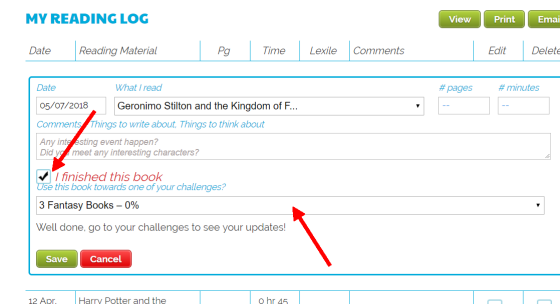 MY READING LOG
View Print Emai
Date Reading Material Pg Time Lexile Comments Edit Delete
Date What I read # pages # minutes
05/07/2018 Geronimo Stilton and the Kingdom of F... -- --
Comments - Things to write about, Things to think about
Any interesting event happen?
Did you meet any interesting characters?
I finished this book
Use this book towards one of your challenges?
3 Fantasy Books – 0%
Well done, go to your challenges to see your updates!
Save Cancel
12 Apr, Harry Potter and the 0 hr 45